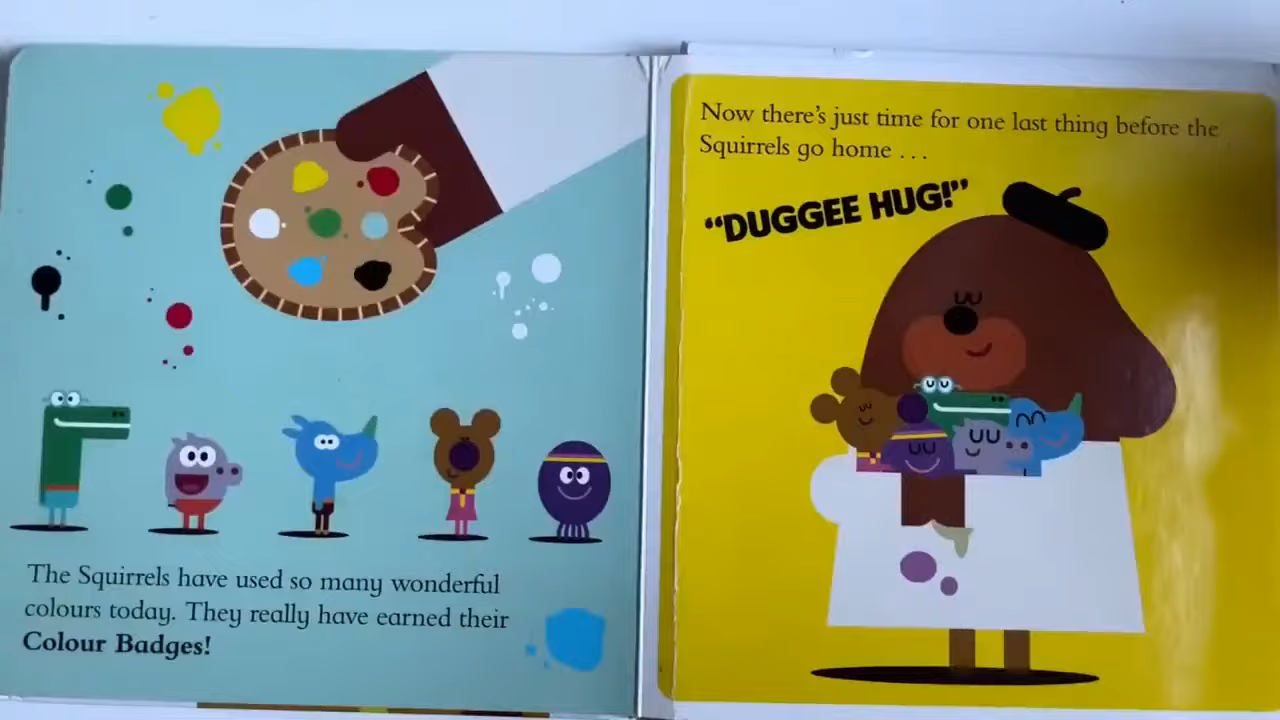 The Squirrels have used so many wonderful
colours today. They really have earned their
Colour Badges!
Now there's just time for one last thing before the
Squirrels go home ...
“DUGGEE HUG!”